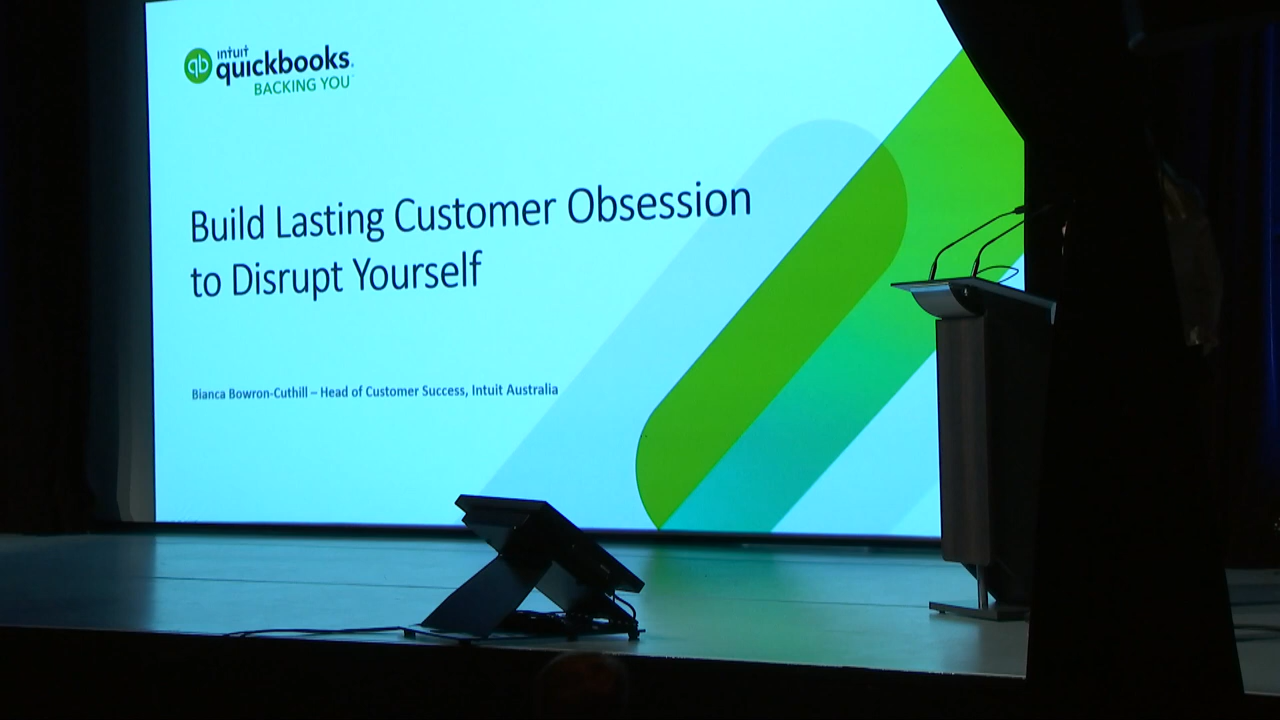 qb
intuit
quickbooks.
BACKING YOU
Build Lasting Customer Obsession
to Disrupt Yourself
Bianca Bowron-Cuthill – Head of Customer Success, Intuit Australia